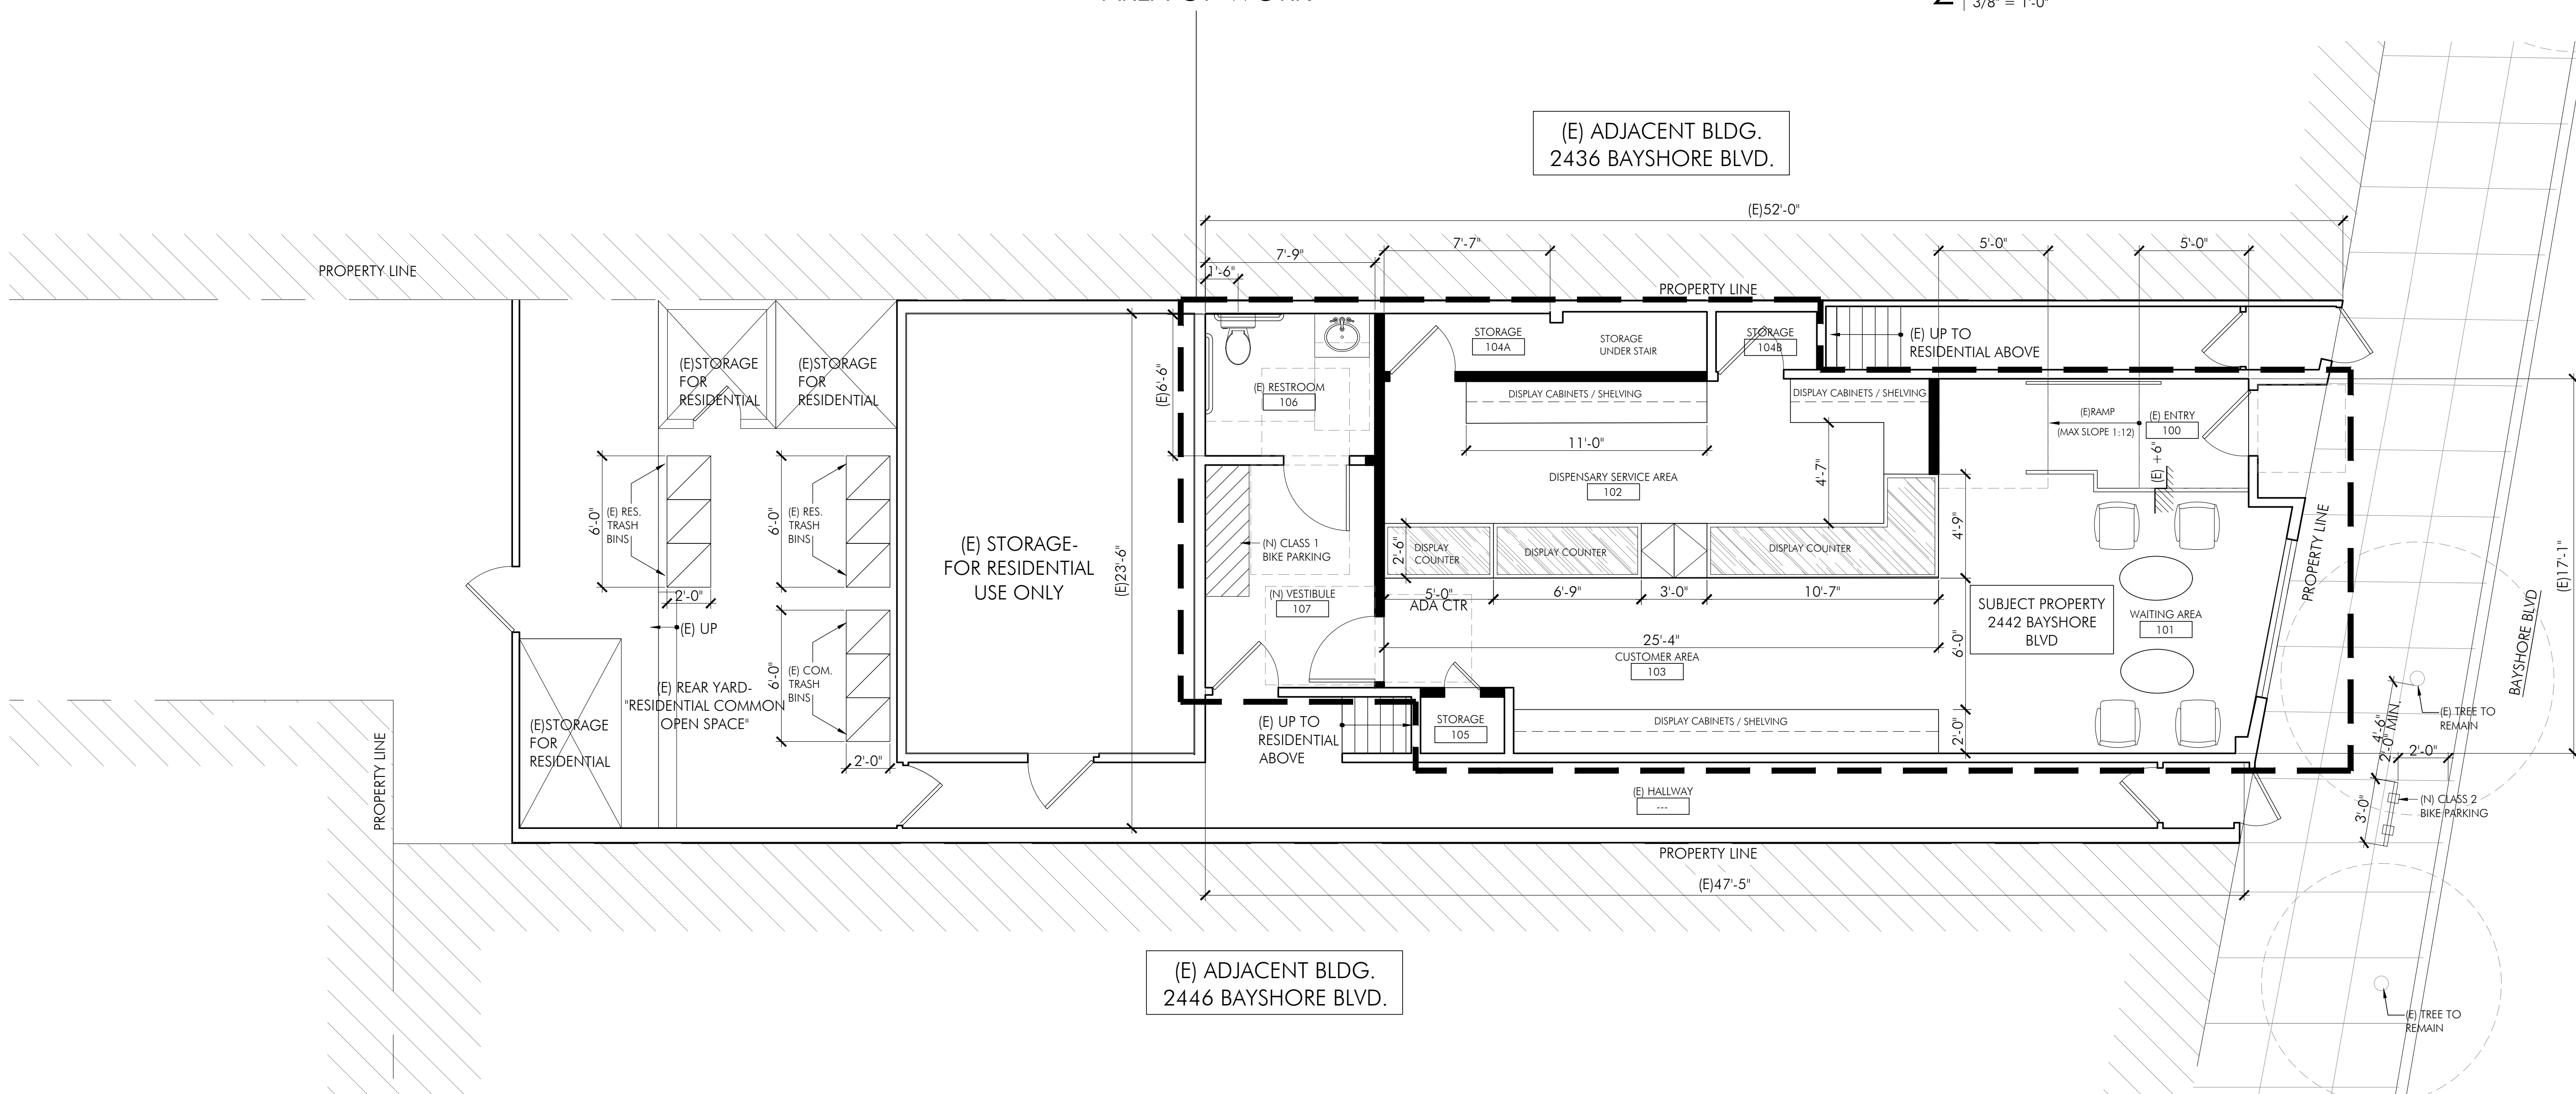 3/8" = 1'-0"
(E) ADJACENT BLDG.
2436 BAYSHORE BLVD.
(E)52'-0"
7'-9"
7'-7"
5'-0"
5'-0"
1'-6"
PROPERTY LINE
PROPERTY LINE
(E)STORAGE
FOR
RESIDENTIAL
(E)STORAGE
FOR
RESIDENTIAL
STORAGE
104A
STORAGE
UNDER STAIR
STORAGE
104B
(E) UP TO
RESIDENTIAL ABOVE
(E)6'-6"
(E) RESTROOM
106
DISPLAY CABINETS / SHELVING
DISPLAY CABINETS / SHELVING
(E)RAMP
(MAX SLOPE 1:12)
(E) ENTRY
100
(E) +6"
11'-0"
4'-7"
DISPENSARY SERVICE AREA
102
6'-0"
(E) RES.
TRASH
BINS
6'-0"
(E) RES.
TRASH
BINS
2'-0"
(E) STORAGE-
FOR RESIDENTIAL
USE ONLY
(E)23'-6"
(N) CLASS 1
BIKE PARKING
2'-6"
DISPLAY
COUNTER
DISPLAY COUNTER
DISPLAY COUNTER
4'-9"
PROPERTY LINE
(E)17'-1"
(N) VESTIBULE
107
5'-0"
ADA CTR
6'-9"
3'-0"
10'-7"
SUBJECT PROPERTY
2442 BAYSHORE
BLVD
WAITING AREA
101
BAYSHORE BLVD
(E) UP
25'-4"
CUSTOMER AREA
103
6'-0"
6'-0"
(E) COM.
TRASH
BINS
(E) REAR YARD-
"RESIDENTIAL COMMON
OPEN SPACE"
(E)STORAGE
FOR
RESIDENTIAL
2'-0"
PROPERTY LINE
(E) UP TO
RESIDENTIAL
ABOVE
STORAGE
105
DISPLAY CABINETS / SHELVING
2'-0"
4'-6"
2'-0" MIN.
2'-0"
(E) TREE TO
REMAIN
(E) HALLWAY
---
3'-0"
(N) CLASS 2
BIKE PARKING
PROPERTY LINE
(E)47'-5"
(E) ADJACENT BLDG.
2446 BAYSHORE BLVD.
(E) TREE TO
REMAIN